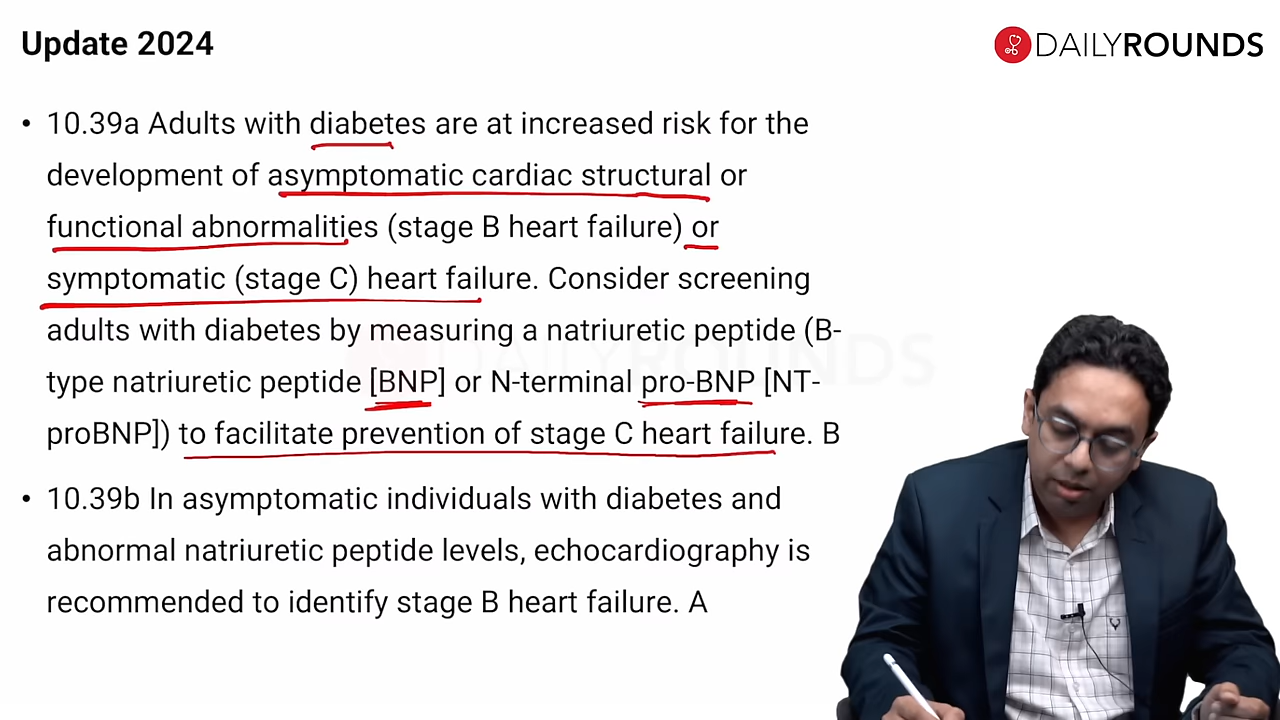 Update 2024
DAILYROUNDS
• 10.39a Adults with diabetes are at increased risk for the
development of asymptomatic cardiac structural or
functional abnormalities (stage B heart failure) or
symptomatic (stage C) heart failure. Consider screening
adults with diabetes by measuring a natriuretic peptide (B-
type natriuretic peptide [BNP] or N-terminal pro-BNP [NT-
proBNP]) to facilitate prevention of stage C heart failure. B
• 10.39b In asymptomatic individuals with diabetes and
abnormal natriuretic peptide levels, echocardiography is
recommended to identify stage B heart failure. A
DAILYROUNDS